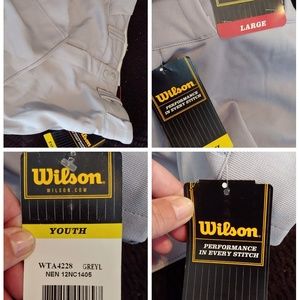 LARGE
Wilson
PERFORMANCE
IN EVERY STITCH
Wilson
WILSON.COM
YOUTH
WTA4228 GREYL
NEN 12NC1405
Wilson
PERFORMANCE
IN EVERY STITCH